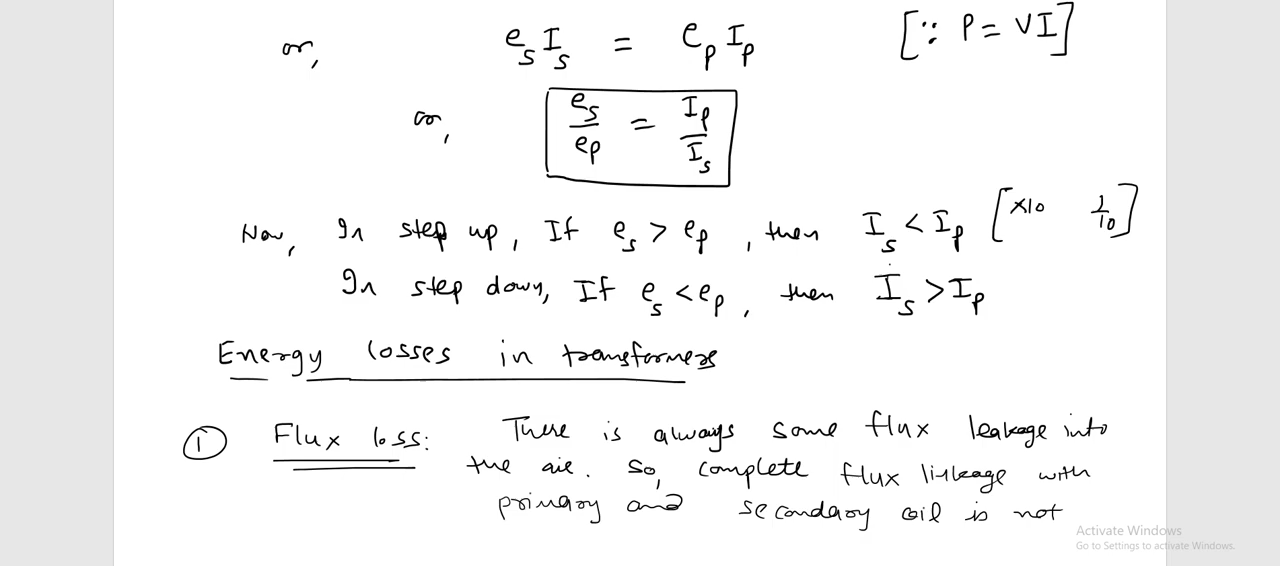 or, e_s I_s = e_p I_p [∵ P = VI]
or, e_s/e_p = I_p/I_s
Now, In step up, If e_s > e_p, then I_s < I_p [×10 1/10]
In step down, If e_s < e_p, then I_s > I_p
Energy losses in transformers
① Flux loss: There is always some flux leakage into
the air. So, complete flux linkage with
primary and secondary coil is not
Activate Windows
Go to Settings to activate Windows.